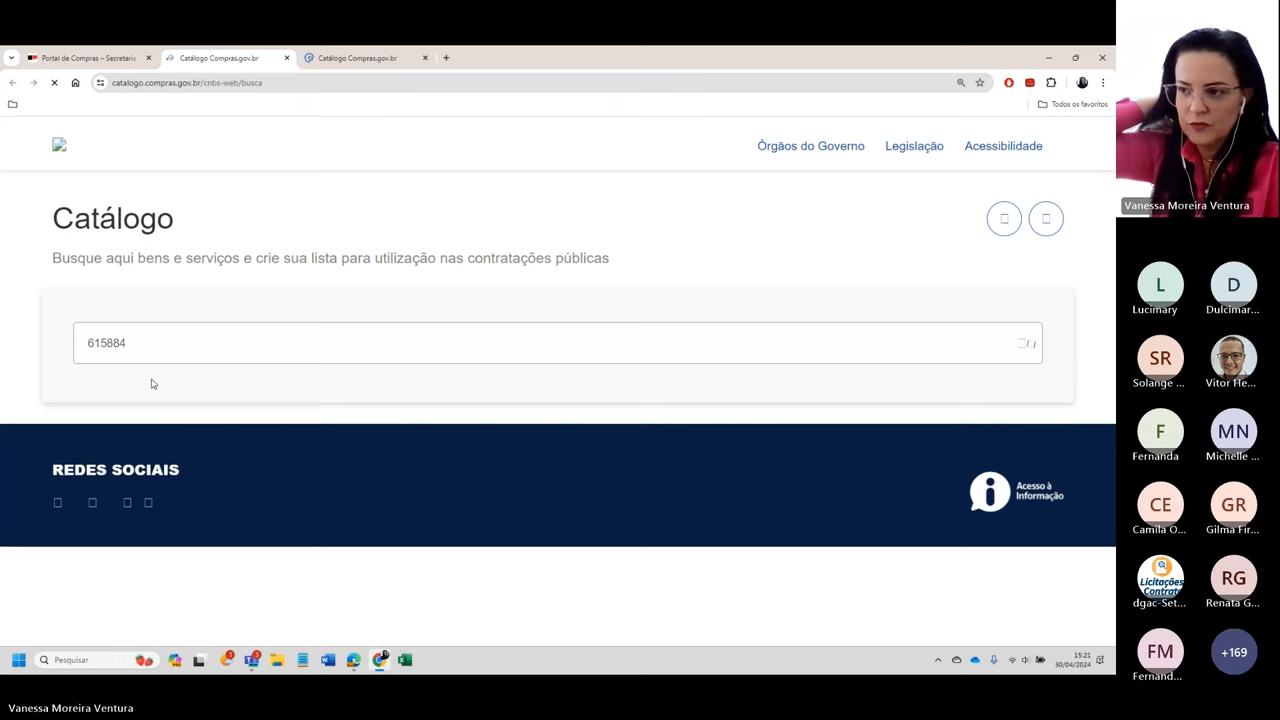 Portal de Compras – Secretaria
Catálogo Compras.gov.br
Catálogo Compras.gov.br
catalogo.compras.gov.br/cnbs-web/busca
Todos os favoritos
Órgãos do Governo
Legislação
Acessibilidade
Catálogo
Busque aqui bens e serviços e crie sua lista para utilização nas contratações públicas
615884
REDES SOCIAIS
Acesso à
Informação
Pesquisar
15:21
30/04/2024
Vanessa Moreira Ventura
Vanessa Moreira Ventura
L
Lucimary
D
Dulcimar...
SR
Solange ...
Vitor He...
F
Fernanda
MN
Michelle ...
CE
Camila O...
GR
Gilma Fir...
Licitações
dgac-Set...
RG
Renata G...
FM
Fernand...
+169